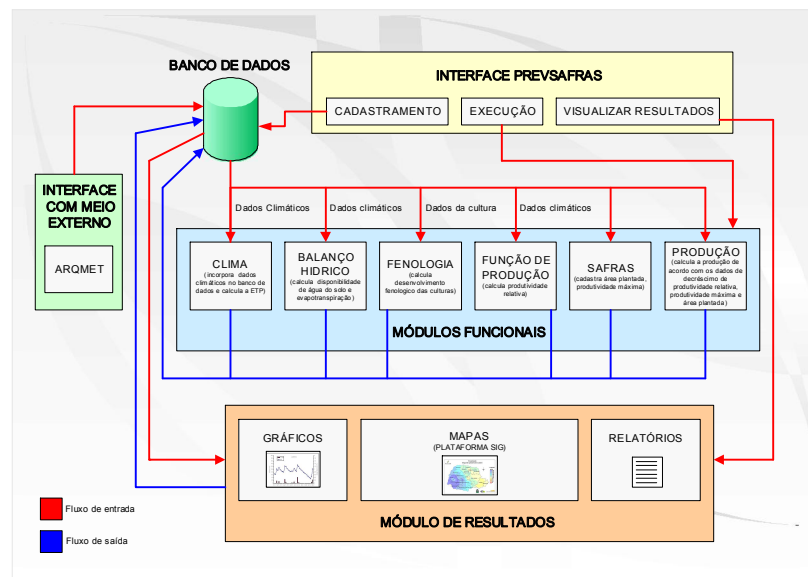 BANCO DE DADOS
INTERFACE PREVSAFRAS
CADASTRAMENTO
EXECUÇÃO
VISUALIZAR RESULTADOS
INTERFACE
COM MEIO
EXTERNO
ARQMET
Dados Climáticos
Dados climáticos
Dados da cultura
Dados climáticos
CLIMA
(incorpora dados
climáticos no banco de
dados e calcula a ETP)
BALANÇO
HIDRICO
(calcula disponibilidade
de água do solo e
evapotranspiração)
FENOLOGIA
(calcula
desenvolvimento
fenologico das culturas)
FUNÇÃO DE
PRODUÇÃO
(calcula produtividade
relativa)
SAFRAS
(cadastra área plantada,
produtividade máxima)
PRODUÇÃO
(calcula a produção de
acordo com os dados de
decréscimo de
produtividade relativa,
produtividade máxima e
área plantada)
MÓDULOS FUNCIONAIS
GRÁFICOS
MAPAS
(PLATAFORMA SIG)
RELATÓRIOS
MÓDULO DE RESULTADOS
Fluxo de entrada
Fluxo de saída